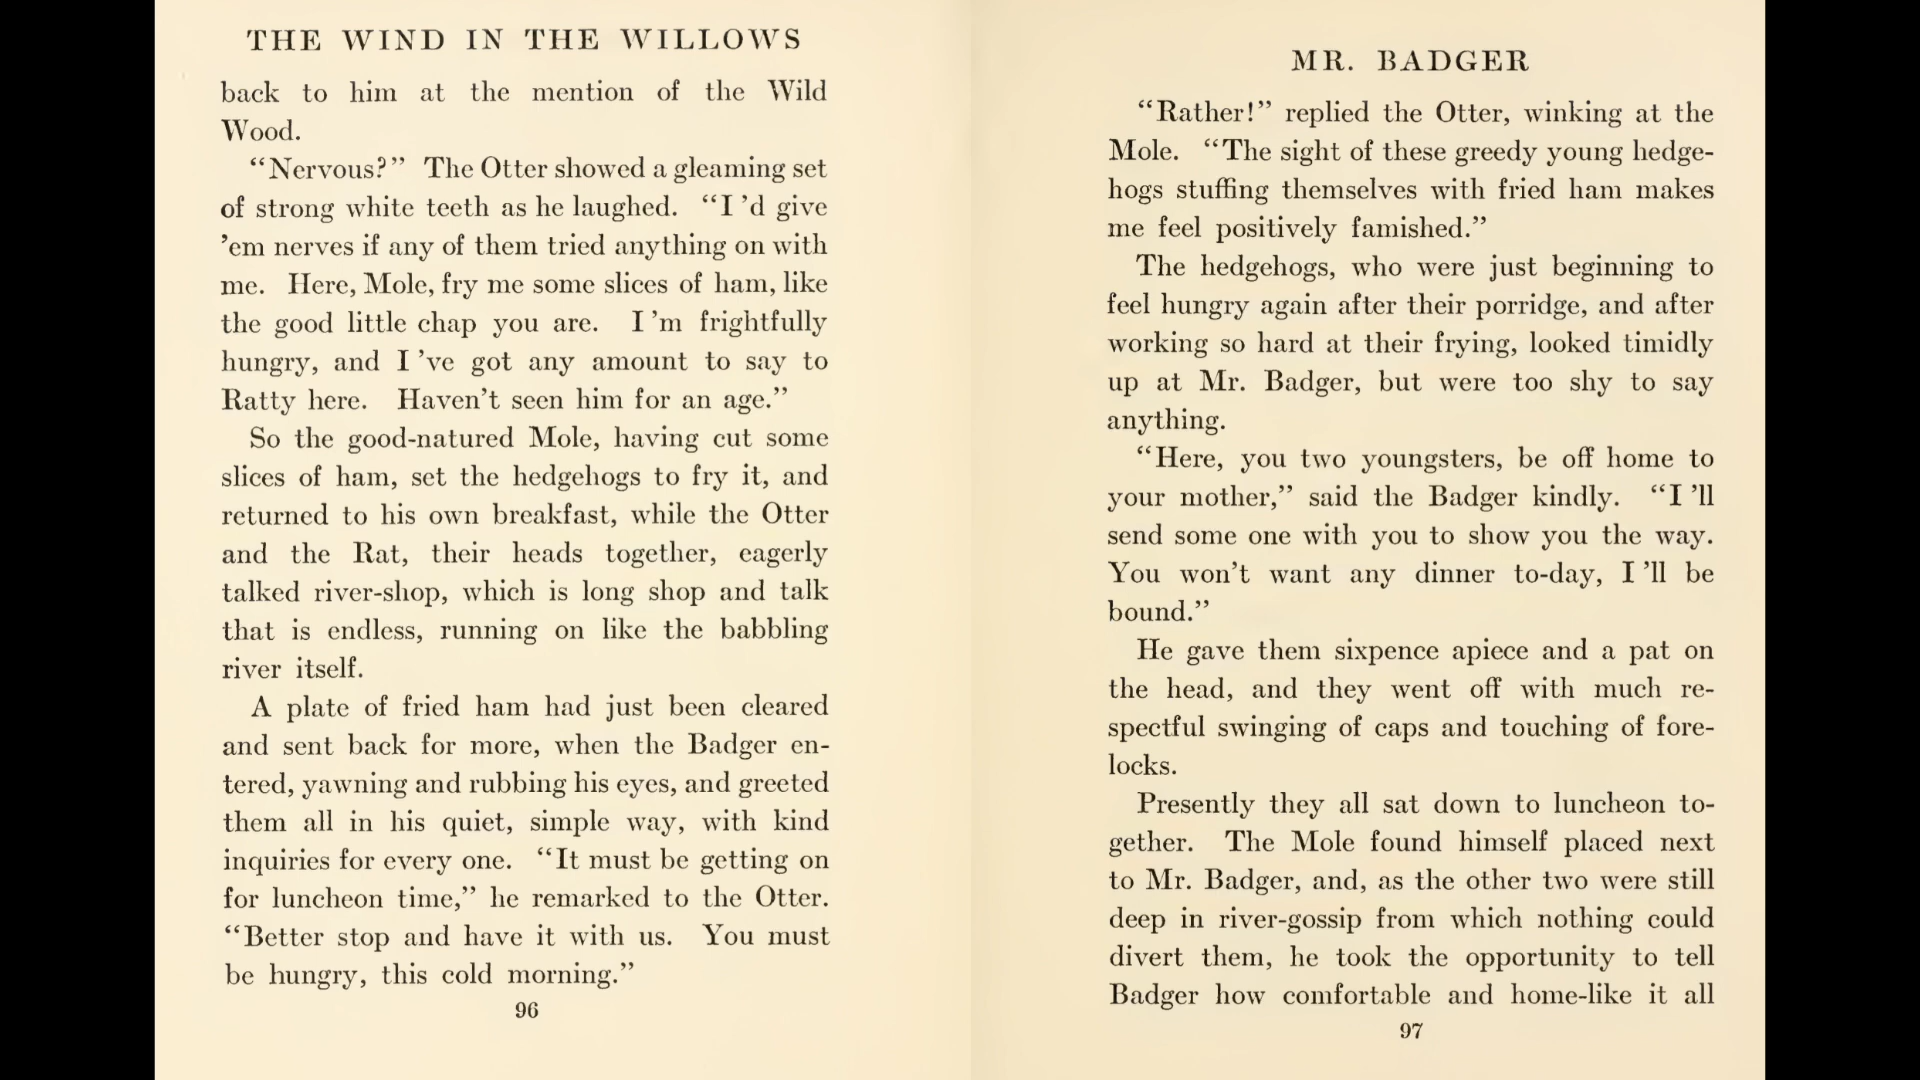 THE WIND IN THE WILLOWS
back to him at the mention of the Wild
Wood.
“Nervous?” The Otter showed a gleaming set
of strong white teeth as he laughed. “I ’d give
’em nerves if any of them tried anything on with
me. Here, Mole, fry me some slices of ham, like
the good little chap you are. I ’m frightfully
hungry, and I ’ve got any amount to say to
Ratty here. Haven’t seen him for an age.”
So the good-natured Mole, having cut some
slices of ham, set the hedgehogs to fry it, and
returned to his own breakfast, while the Otter
and the Rat, their heads together, eagerly
talked river-shop, which is long shop and talk
that is endless, running on like the babbling
river itself.
A plate of fried ham had just been cleared
and sent back for more, when the Badger en-
tered, yawning and rubbing his eyes, and greeted
them all in his quiet, simple way, with kind
inquiries for every one. “It must be getting on
for luncheon time,” he remarked to the Otter.
“Better stop and have it with us. You must
be hungry, this cold morning.”
96
MR. BADGER
“Rather!” replied the Otter, winking at the
Mole. “The sight of these greedy young hedge-
hogs stuffing themselves with fried ham makes
me feel positively famished.”
The hedgehogs, who were just beginning to
feel hungry again after their porridge, and after
working so hard at their frying, looked timidly
up at Mr. Badger, but were too shy to say
anything.
“Here, you two youngsters, be off home to
your mother,” said the Badger kindly. “I ’ll
send some one with you to show you the way.
You won’t want any dinner to-day, I ’ll be
bound.”
He gave them sixpence apiece and a pat on
the head, and they went off with much re-
spectful swinging of caps and touching of fore-
locks.
Presently they all sat down to luncheon to-
gether. The Mole found himself placed next
to Mr. Badger, and, as the other two were still
deep in river-gossip from which nothing could
divert them, he took the opportunity to tell
Badger how comfortable and home-like it all
97